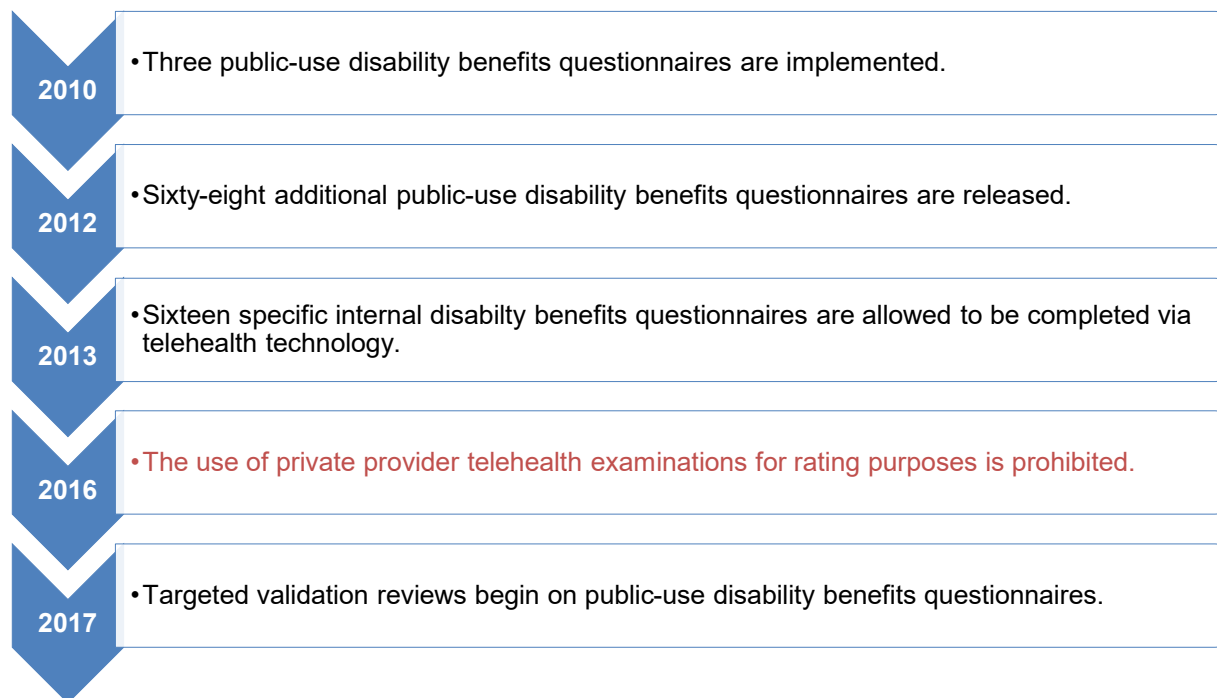 2010
•Three public-use disability benefits questionnaires are implemented.
2012
•Sixty-eight additional public-use disability benefits questionnaires are released.
2013
•Sixteen specific internal disabilty benefits questionnaires are allowed to be completed via
telehealth technology.
2016
•The use of private provider telehealth examinations for rating purposes is prohibited.
2017
•Targeted validation reviews begin on public-use disability benefits questionnaires.